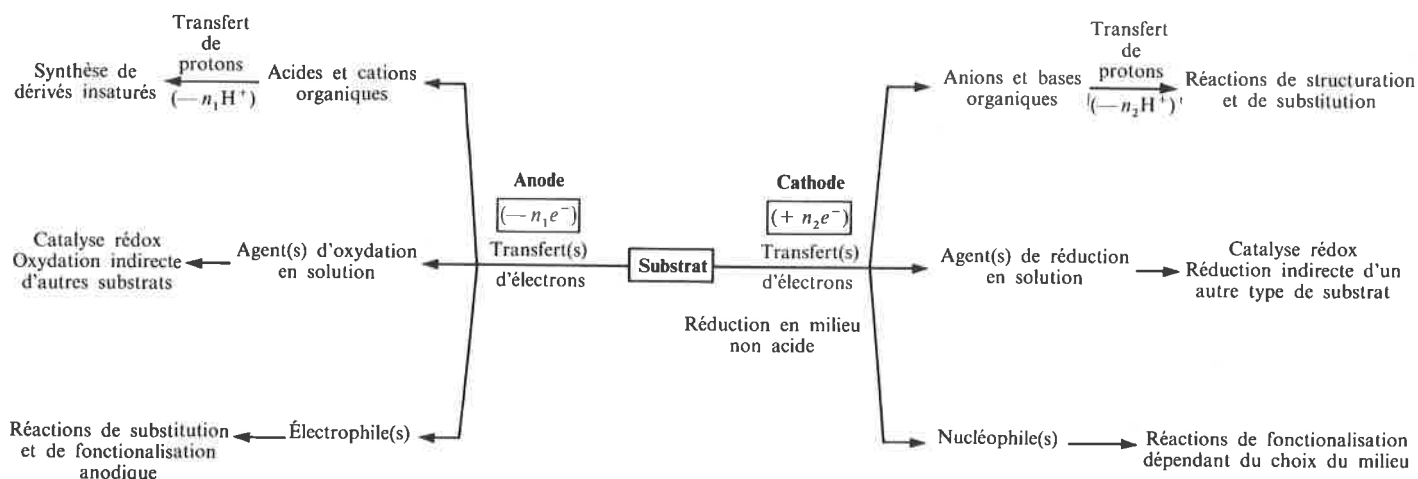 Transfert
de
protons
Synthèse de
dérivés insaturés
(— n₁H⁺)
Acides et cations
organiques
Anode
(— n₁e⁻)
Transfert(s)
d'électrons
Agent(s) d'oxydation
en solution
Catalyse rédox
Oxydation indirecte
d'autres substrats
Électrophile(s)
Réactions de substitution
et de fonctionalisation
anodique
Substrat
Cathode
(+ n₂e⁻)
Transfert(s)
d'électrons
Réduction en milieu
non acide
Anions et bases
organiques
Transfert
de
protons
(— n₂H⁺)
Réactions de structuration
et de substitution
Agent(s) de réduction
en solution
Catalyse rédox
Réduction indirecte d'un
autre type de substrat
Nucléophile(s)
Réactions de fonctionalisation
dépendant du choix du milieu